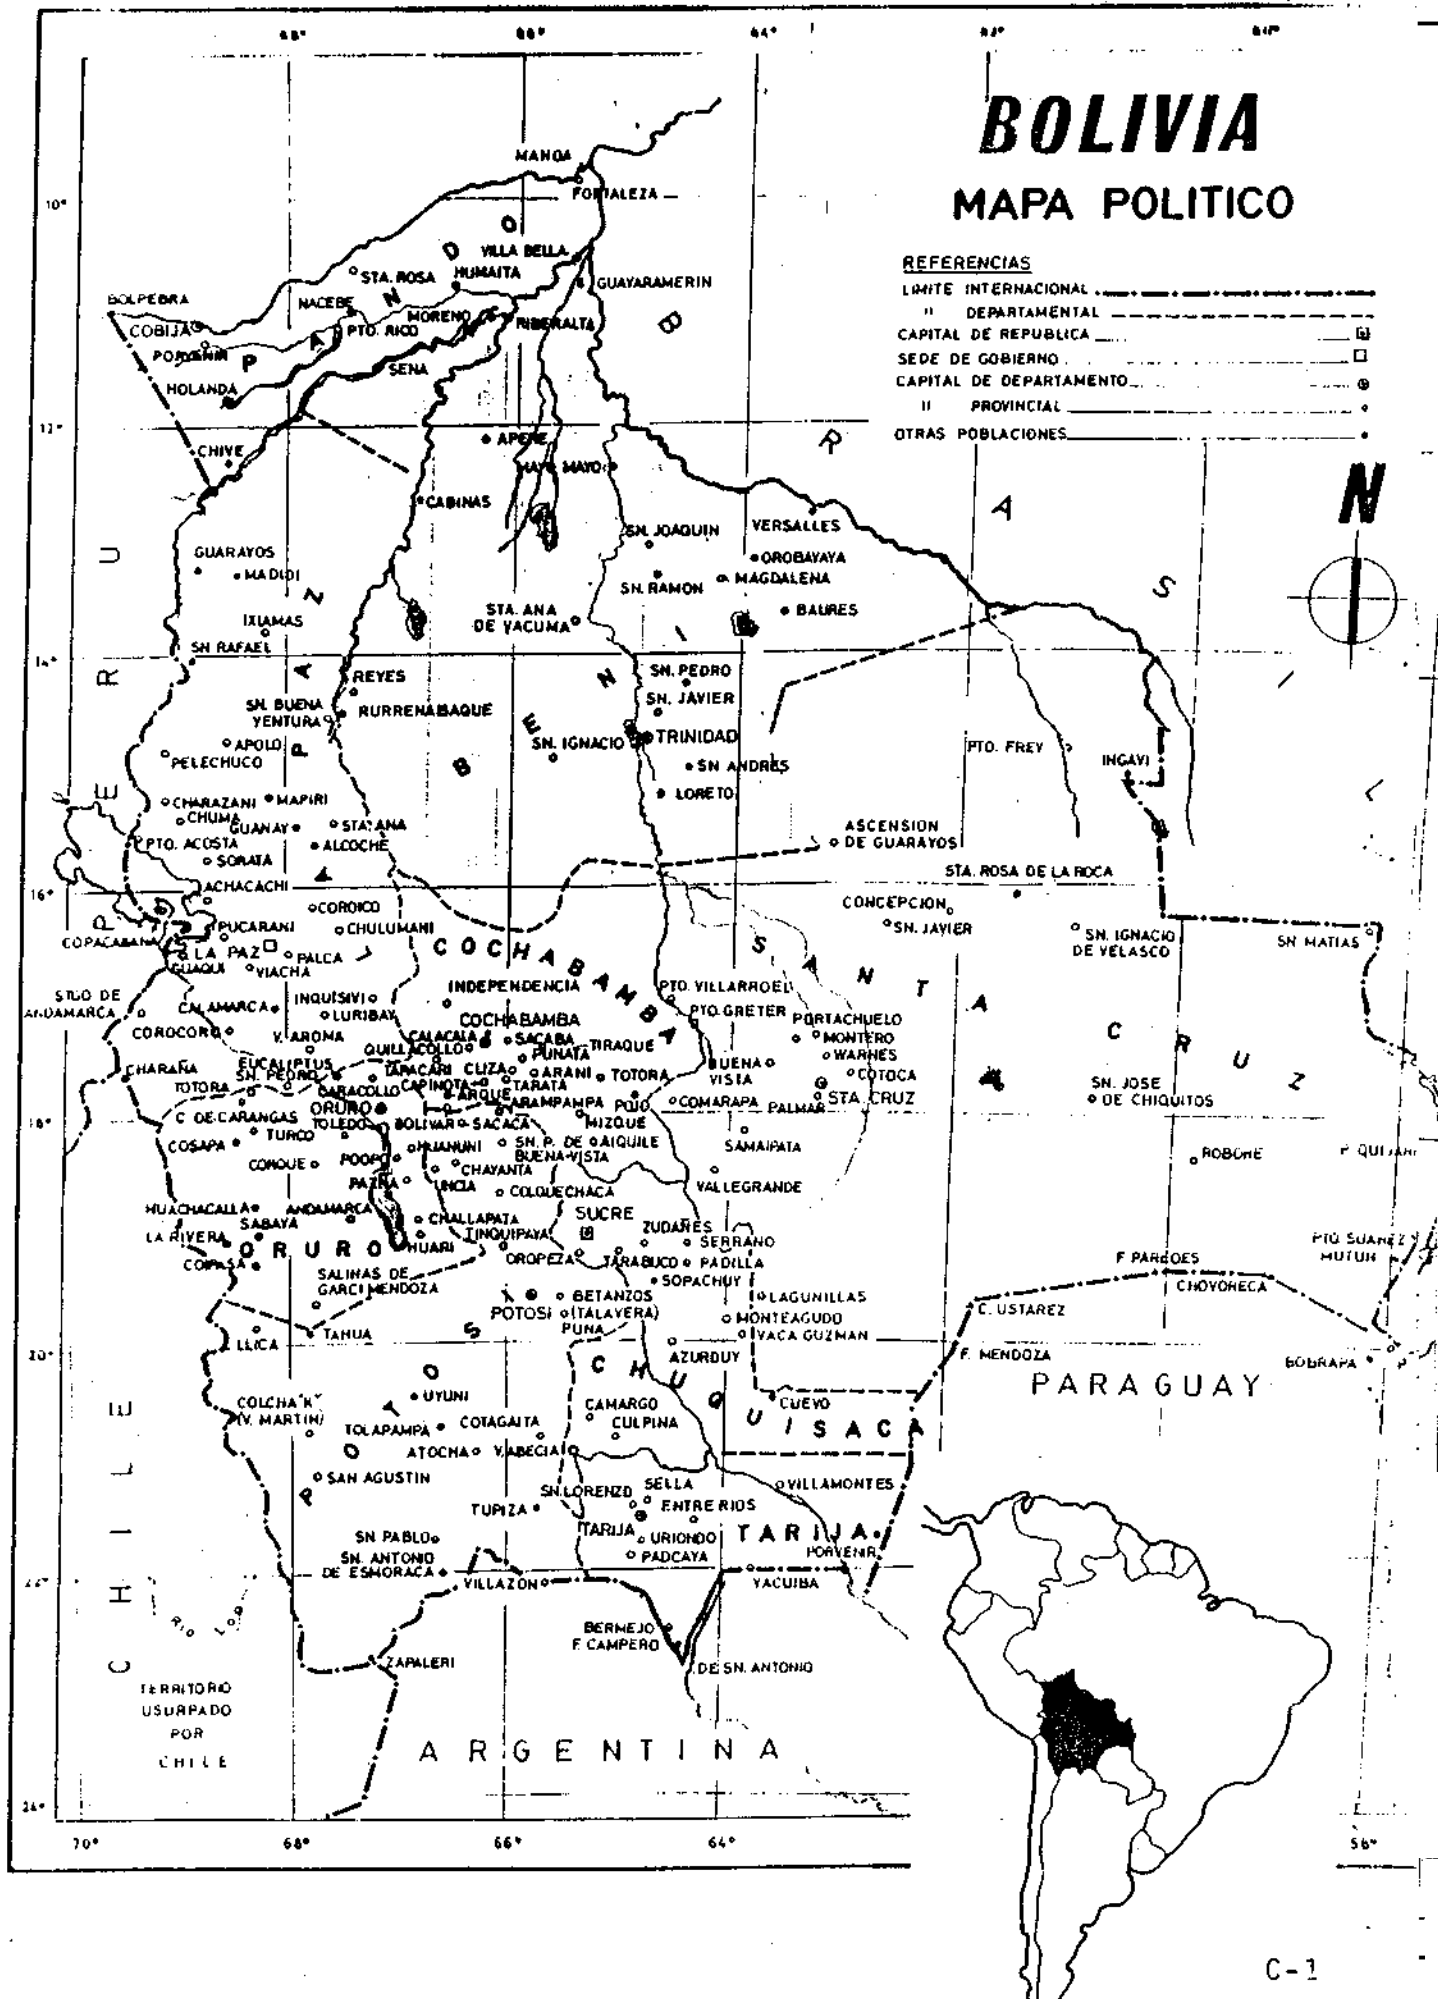 68° 66° 64° 62° 60°
BOLIVIA
MAPA POLITICO
REFERENCIAS
LIMITE INTERNACIONAL
" DEPARTAMENTAL
CAPITAL DE REPUBLICA
SEDE DE GOBIERNO
CAPITAL DE DEPARTAMENTO
" PROVINCIAL
OTRAS POBLACIONES
N
MANOA
FORTALEZA
10°
VILLA BELLA
STA. ROSA
HUMAITA
GUAYARAMERIN
BOLPEBRA
NACEBE
MORENO
RIBERALTA
COBIJA
PTO. RICO
PORVENIR
PANDO
SENA
HOLANDA
12°
CHIVE
APERE
MAYO MAYO
CABINAS
BRASIL
SN. JOAQUIN
VERSALLES
GUARAYOS
MADIDI
OROBAYAYA
SN. RAMON
MAGDALENA
IXIAMAS
STA. ANA
DE YACUMA
BAURES
SN RAFAEL
14°
REYES
SN. PEDRO
SN. BUENA
VENTURA
RURRENABAQUE
SN. JAVIER
APOLO
PELECHUCO
SN. IGNACIO
TRINIDAD
BENI
SN ANDRES
LORETO
PTO. FREY
INGAVI
CHARAZANI
MAPIRI
CHUMA
GUANAY
STA. ANA
PTO. ACOSTA
ALCOCHE
SORATA
ASCENSION
DE GUARAYOS
PERU
LA PAZ
ACHACACHI
16°
STA. ROSA DE LA ROCA
COROICO
CONCEPCION
SN. JAVIER
PUCARANI
CHULUMANI
SN. IGNACIO
DE VELASCO
SN MATIAS
COPACABANA
LA PAZ
PALCA
GUAQUI
VIACHA
COCHABAMBA
SANTA CRUZ
INDEPENDENCIA
PTO. VILLARROEL
STGO DE
ANDAMARCA
CALAMARCA
INQUISIVI
LURIBAY
PTO. GRETER
COROCORO
V. AROMA
COCHABAMBA
PORTACHUELO
CALACALA
SACABA
MONTERO
QUILLACOLLO
PUNATA
TIRAQUE
WARNES
CHARAÑA
EUCALIPTUS
SN. PEDRO
TAPACARI
CLIZA
ARANI
TOTORA
BUENA
VISTA
COTOCA
TOTORA
CARACOLLO
CAPINOTA
TARATA
STA. CRUZ
SN. JOSE
DE CHIQUITOS
ORURO
ARQUE
ARAMPAMPA
POJO
COMARAPA
PALMAR
C. DE CARANGAS
TOLEDO
BOLIVAR
SACACA
MIZQUE
18°
COSAPA
TURCO
HUANUNI
SN. P. DE
BUENA-VISTA
AIQUILE
SAMAIPATA
CORQUE
POOPO
CHAYANTA
ROBORE
P. QUIJARRO
PAZÑA
UNCIA
COLQUECHACA
VALLEGRANDE
HUACHACALLA
ANDAMARCA
SABAYA
CHALLAPATA
SUCRE
ZUDAÑES
LA RIVERA
ORURO
HUARI
TINQUIPAYA
OROPEZA
TARABUCO
SERRANO
PADILLA
COIPASA
SOPACHUY
F. PAREDES
PTO SUAREZ
MUTUN
SALINAS DE
GARCI MENDOZA
CHOVORECA
POTOSI
BETANZOS
(TALAVERA)
PUNA
LAGUNILLAS
MONTEAGUDO
VACA GUZMAN
C. USTAREZ
TAHUA
LLICA
20°
AZURDUY
F. MENDOZA
PARAGUAY
UYUNI
CHUQUISACA
CUEVO
COLCHA"K"
(V. MARTIN)
TOLAPAMPA
COTAGAITA
CAMARGO
CULPINA
ATOCHA
V. ABECIA
POTOSI
SAN AGUSTIN
SN. LORENZO
SELLA
VILLAMONTES
TUPIZA
ENTRE RIOS
TARIJA
URIONDO
TARIJA
SN PABLO
PADCAYA
PORVENIR
SN. ANTONIO
DE ESMORACA
22°
VILLAZON
YACUIBA
RIO LOA
CHILE
BERMEJO
F. CAMPERO
ZAPALERI
J. DE SN. ANTONIO
TERRITORIO
USURPADO
POR
CHILE
ARGENTINA
24°
70° 68° 66° 64° 56°
C-1